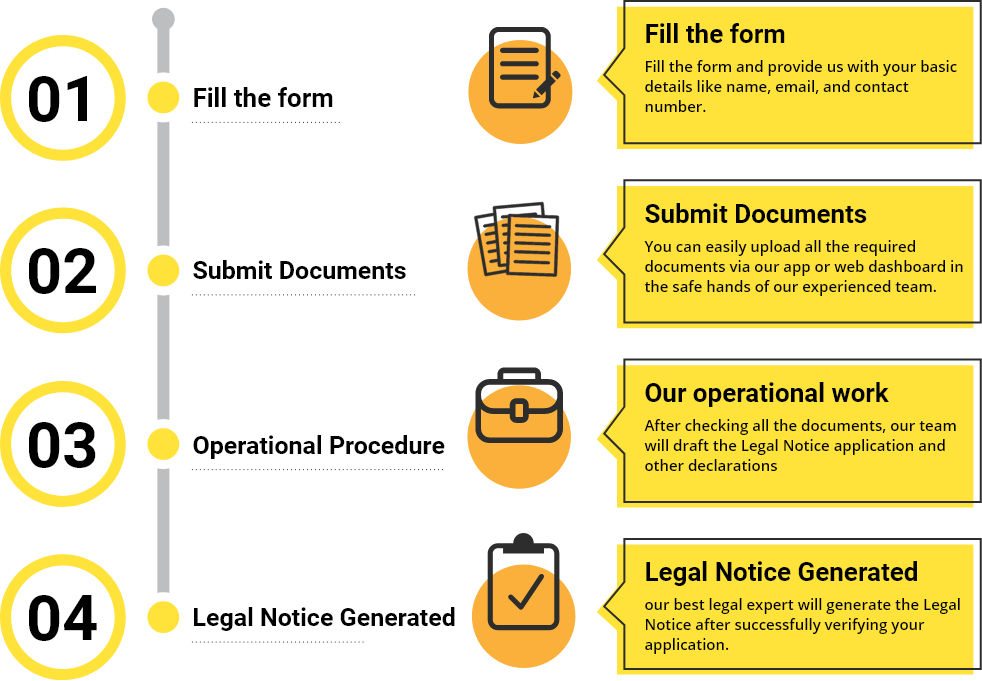 01
Fill the form
Fill the form
Fill the form and provide us with your basic
details like name, email, and contact
number.
02
Submit Documents
Submit Documents
You can easily upload all the required
documents via our app or web dashboard in
the safe hands of our experienced team.
03
Operational Procedure
Our operational work
After checking all the documents, our team
will draft the Legal Notice application and
other declarations
04
Legal Notice Generated
Legal Notice Generated
our best legal expert will generate the Legal
Notice after successfully verifying your
application.